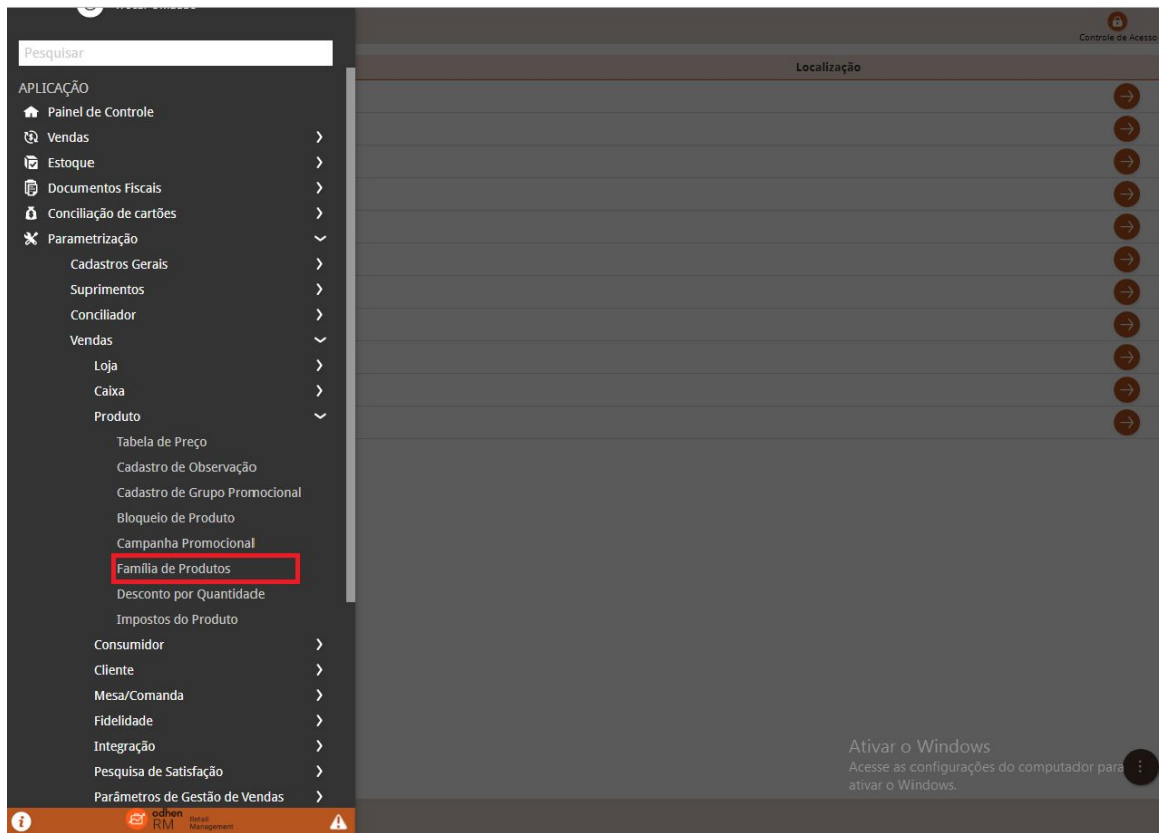 Controle de Acesso
Pesquisar
Localização
APLICAÇÃO
Painel de Controle
Vendas
Estoque
Documentos Fiscais
Conciliação de cartões
Parametrização
Cadastros Gerais
Suprimentos
Conciliador
Vendas
Loja
Caixa
Produto
Tabela de Preço
Cadastro de Observação
Cadastro de Grupo Promocional
Bloqueio de Produto
Campanha Promocional
Família de Produtos
Desconto por Quantidade
Impostos do Produto
Consumidor
Cliente
Mesa/Comanda
Fidelidade
Integração
Pesquisa de Satisfação
Parâmetros de Gestão de Vendas
Ativar o Windows
Acesse as configurações do computador para
ativar o Windows.
odhen
RM
Retail
Management